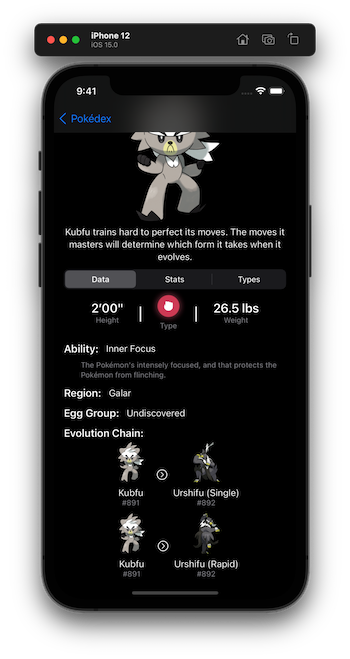 iPhone 12
iOS 15.0
9:41
Pokédex
Kubfu trains hard to perfect its moves. The moves it
masters will determine which form it takes when it
evolves.
Data Stats Types
2'00" | | 26.5 lbs
Height Type Weight
Ability: Inner Focus
The Pokémon's intensely focused, and that protects the
Pokémon from flinching.
Region: Galar
Egg Group: Undiscovered
Evolution Chain:
Kubfu Urshifu (Single)
#891 #892
Kubfu Urshifu (Rapid)
#891 #892